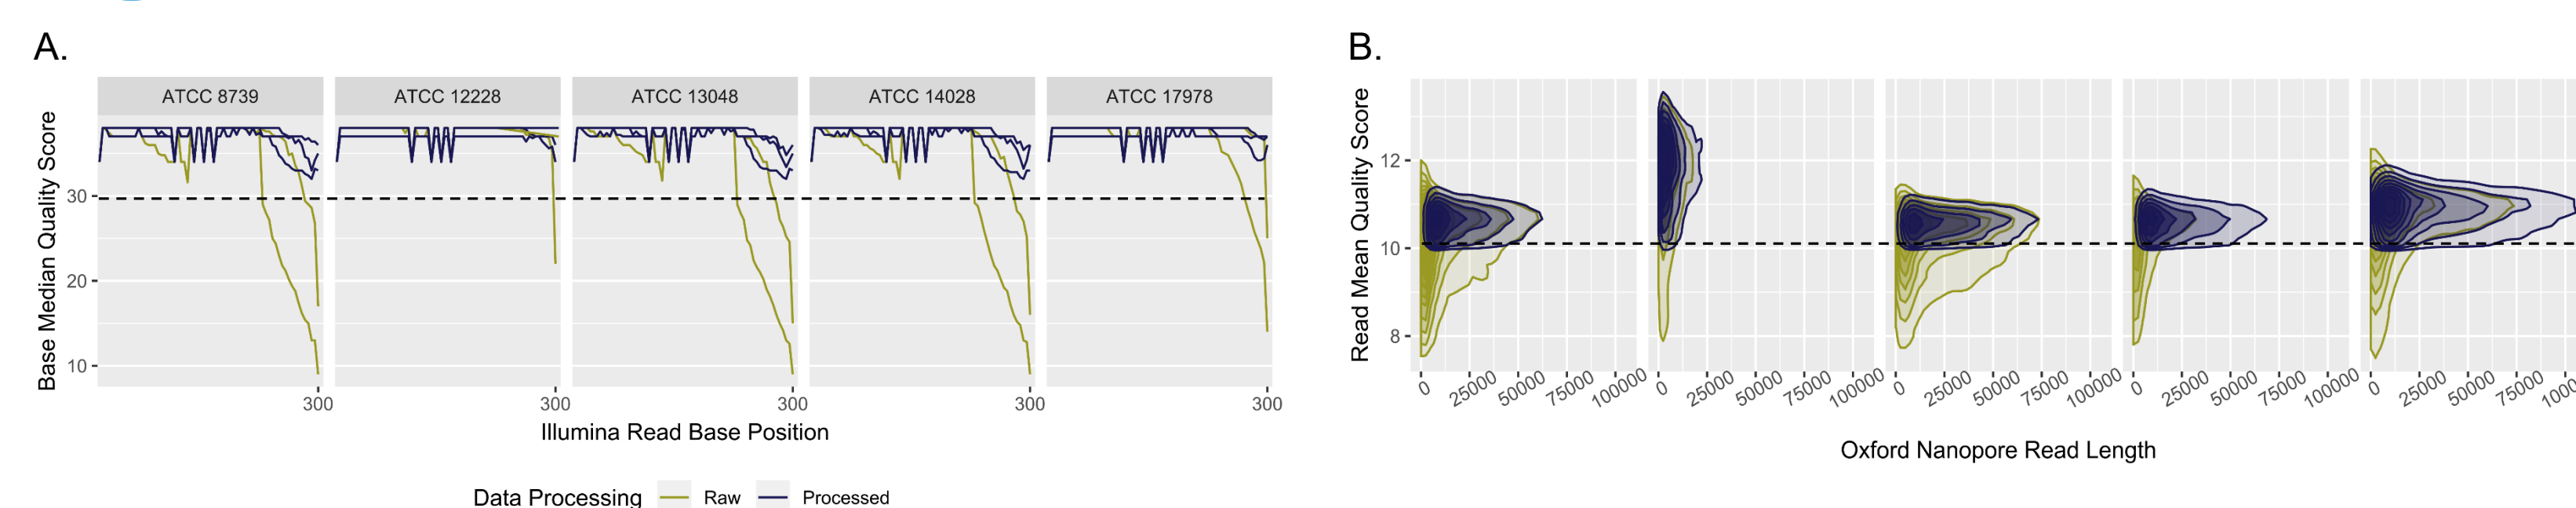 A.
ATCC 8739 ATCC 12228 ATCC 13048 ATCC 14028 ATCC 17978
Base Median Quality Score
30
20
10
300 300 300 300 300
Illumina Read Base Position
Data Processing Raw Processed
B.
Read Mean Quality Score
12
10
8
0 25000 50000 75000 100000 0 25000 50000 75000 100000 0 25000 50000 75000 100000 0 25000 50000 75000 100000 0 25000 50000 75000
Oxford Nanopore Read Length